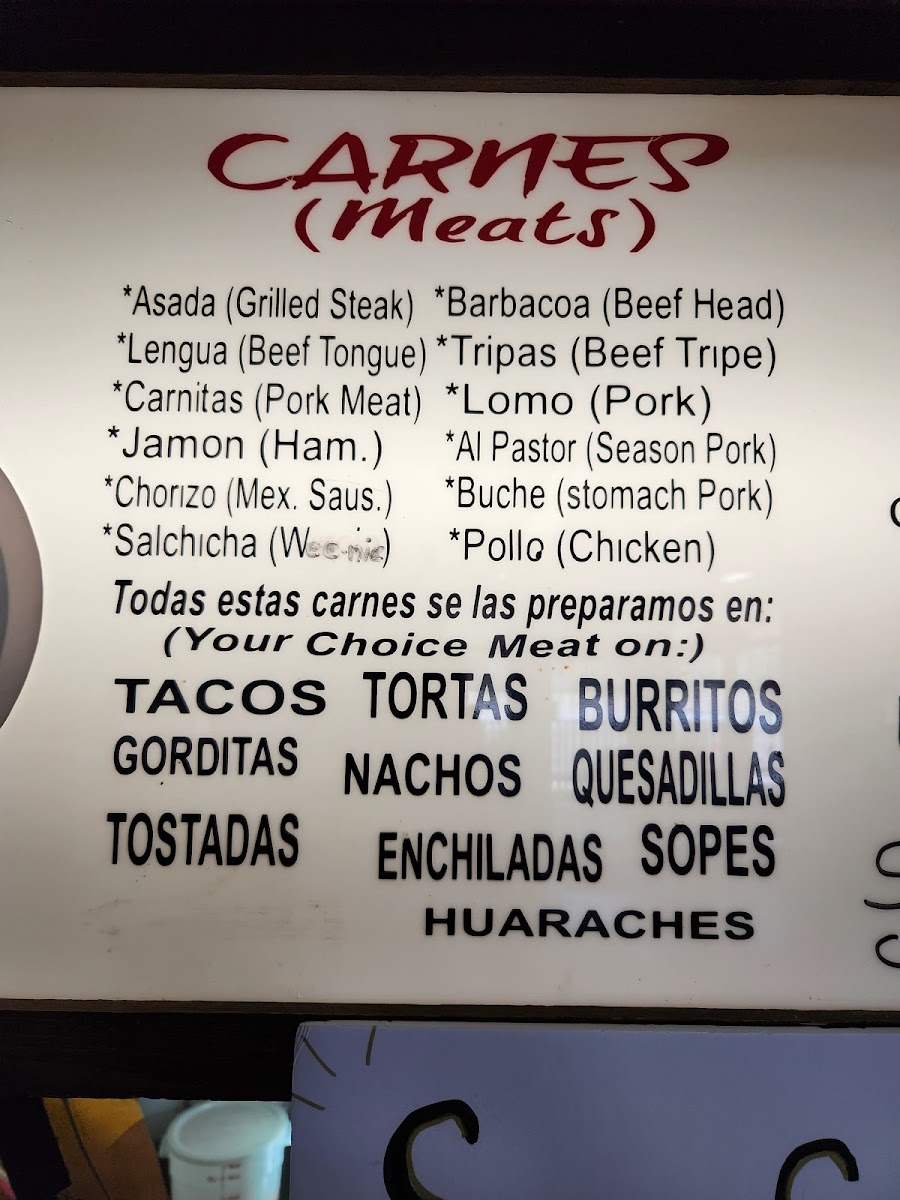 CARNES
(Meats)
*Asada (Grilled Steak) *Barbacoa (Beef Head)
*Lengua (Beef Tongue) *Tripas (Beef Tripe)
*Carnitas (Pork Meat) *Lomo (Pork)
*Jamon (Ham.) *Al Pastor (Season Pork)
*Chorizo (Mex. Saus.) *Buche (stomach Pork)
*Salchicha (Wee-nie) *Pollo (Chicken)
Todas estas carnes se las preparamos en:
(Your Choice Meat on:)
TACOS TORTAS BURRITOS
GORDITAS NACHOS QUESADILLAS
TOSTADAS ENCHILADAS SOPES
HUARACHES